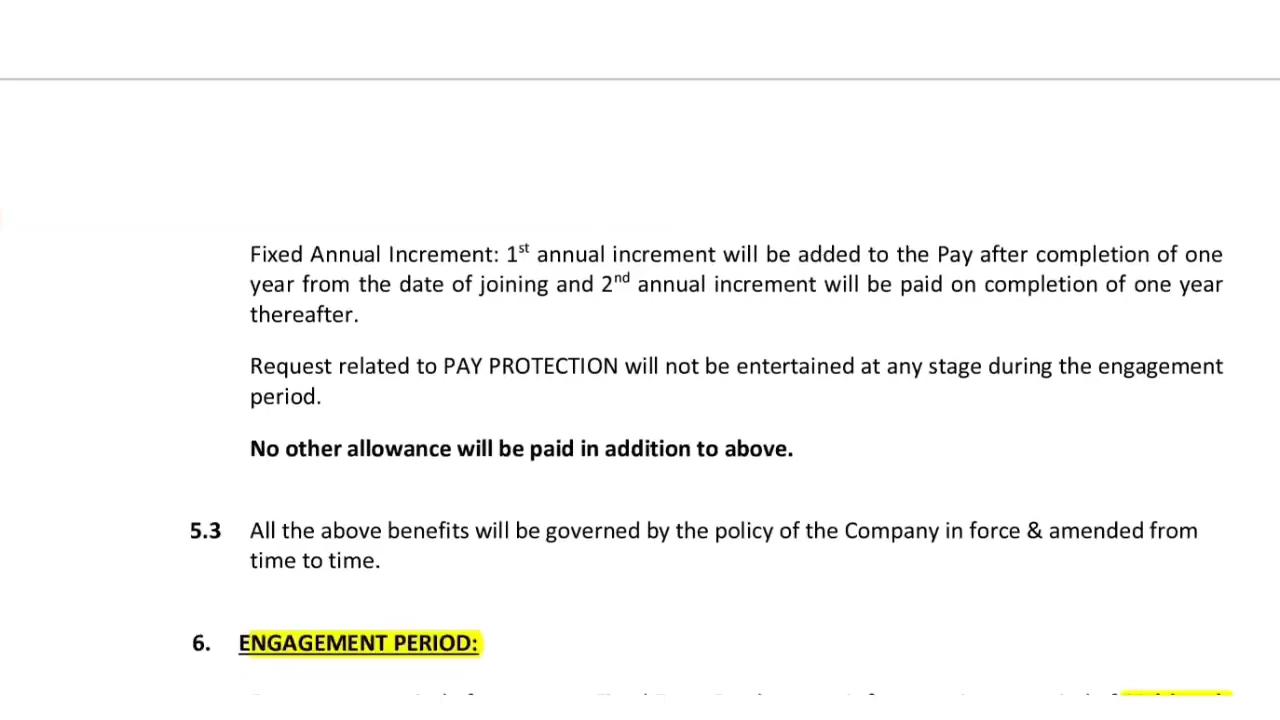 Fixed Annual Increment: 1st annual increment will be added to the Pay after completion of one
year from the date of joining and 2nd annual increment will be paid on completion of one year
thereafter.
Request related to PAY PROTECTION will not be entertained at any stage during the engagement
period.
No other allowance will be paid in addition to above.
5.3 All the above benefits will be governed by the policy of the Company in force & amended from
time to time.
6. ENGAGEMENT PERIOD: